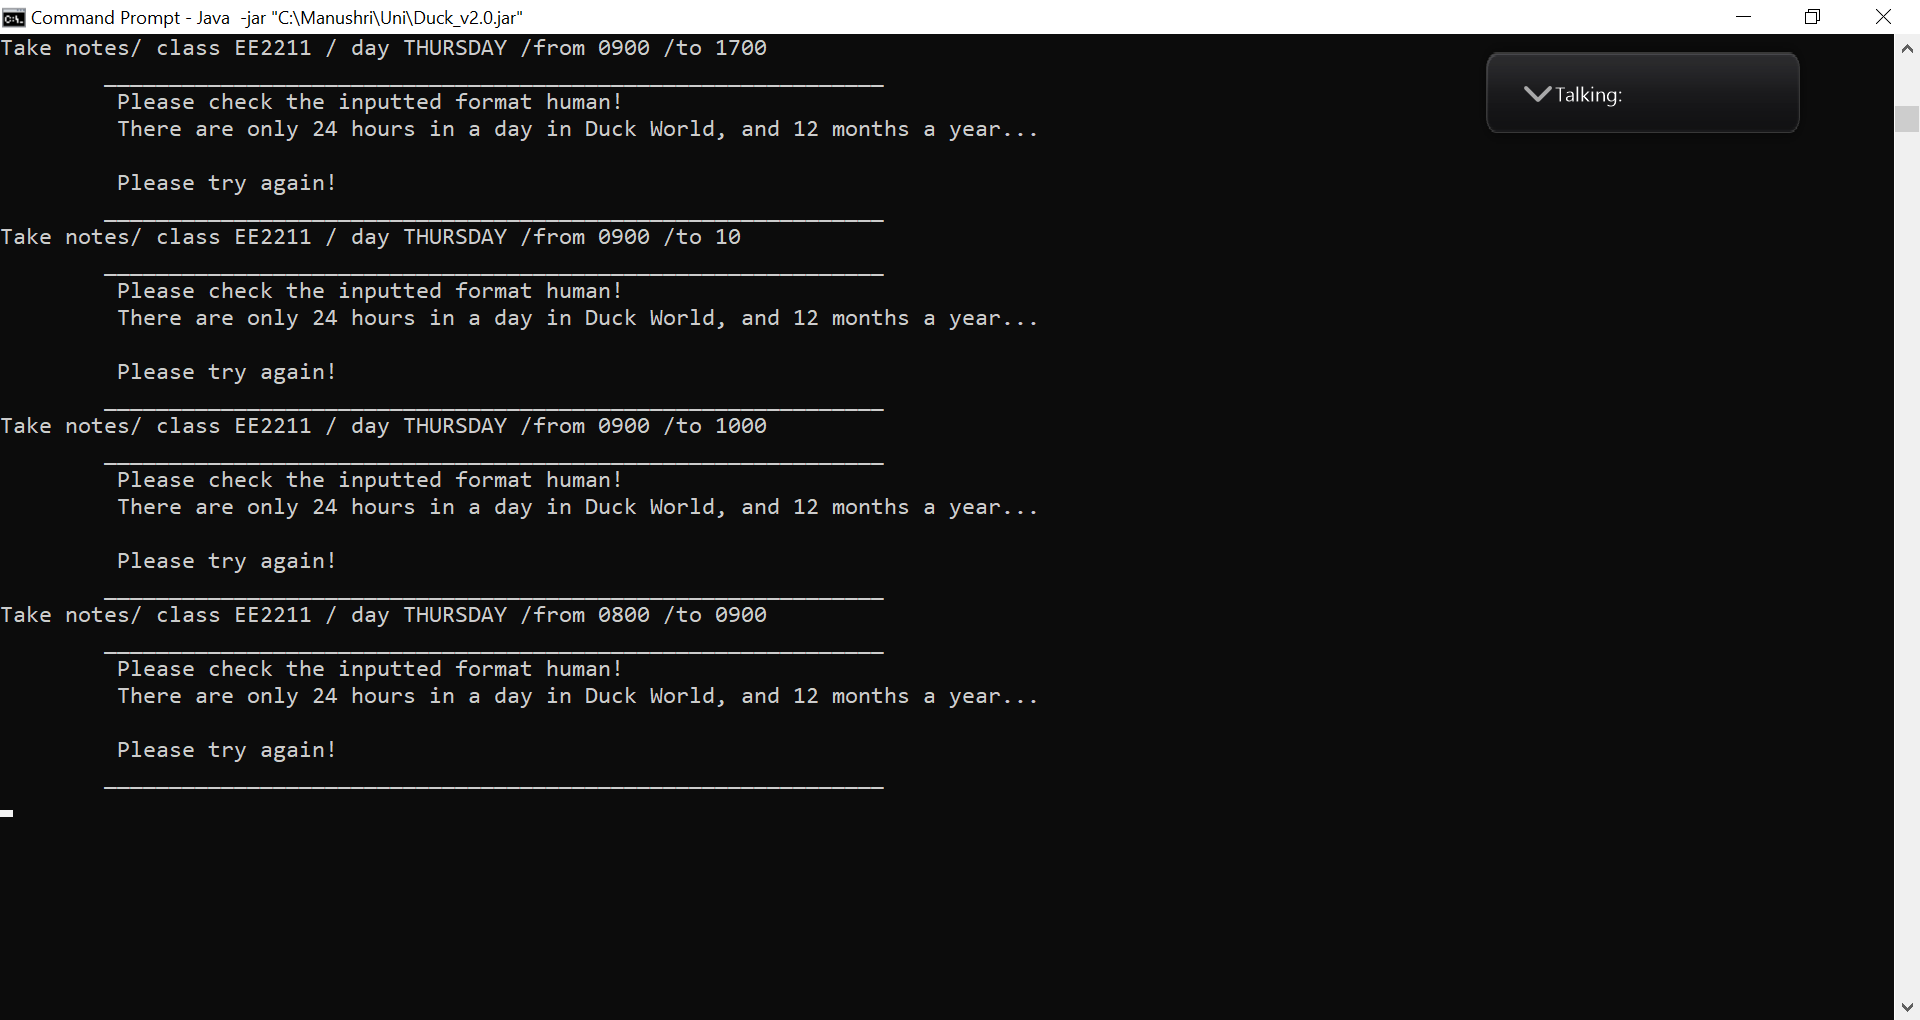 Command Prompt - Java  -jar "C:\Manushri\Uni\Duck_v2.0.jar"
Take notes/ class EE2211 / day THURSDAY /from 0900 /to 1700
____________________________________________________________
Please check the inputted format human!
There are only 24 hours in a day in Duck World, and 12 months a year...
Please try again!
____________________________________________________________
Take notes/ class EE2211 / day THURSDAY /from 0900 /to 10
____________________________________________________________
Please check the inputted format human!
There are only 24 hours in a day in Duck World, and 12 months a year...
Please try again!
____________________________________________________________
Take notes/ class EE2211 / day THURSDAY /from 0900 /to 1000
____________________________________________________________
Please check the inputted format human!
There are only 24 hours in a day in Duck World, and 12 months a year...
Please try again!
____________________________________________________________
Take notes/ class EE2211 / day THURSDAY /from 0800 /to 0900
____________________________________________________________
Please check the inputted format human!
There are only 24 hours in a day in Duck World, and 12 months a year...
Please try again!
____________________________________________________________
Talking: